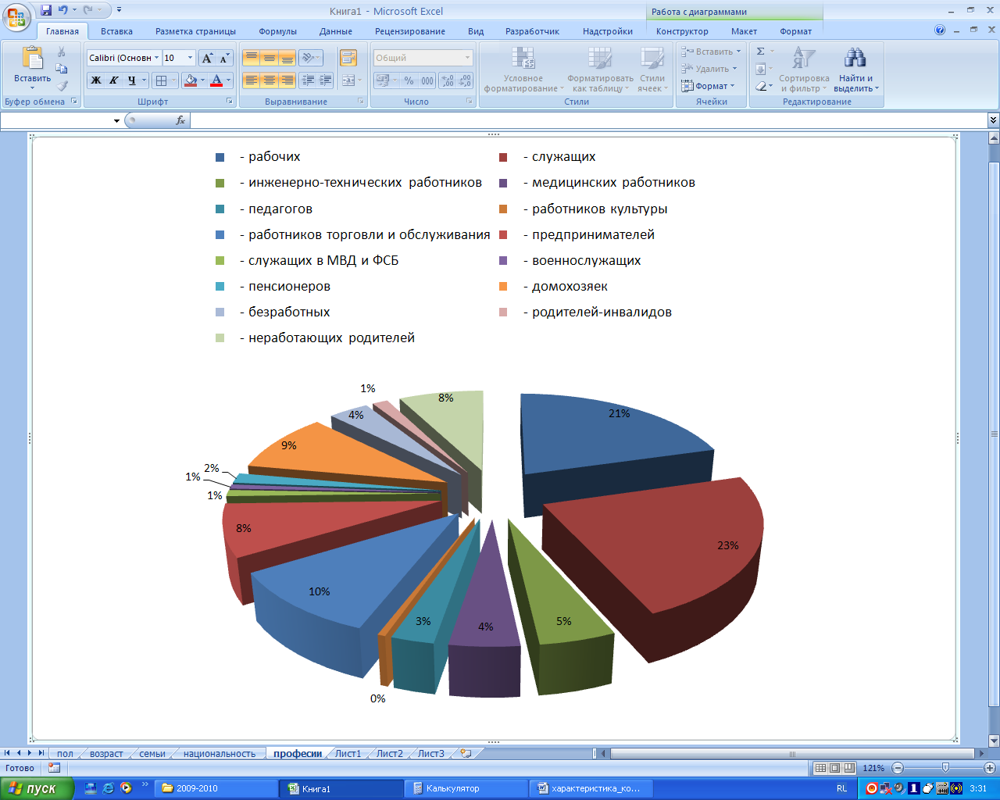 Книга1 - Microsoft Excel
Работа с диаграммами
Главная Вставка Разметка страницы Формулы Данные Рецензирование Вид Разработчик Надстройки Конструктор Макет Формат
Calibri (Основн 10
Общий
Вставить
Ж К Ч
% 000
Условное форматирование
Форматировать как таблицу
Стили ячеек
Вставить
Удалить
Формат
Σ
Сортировка и фильтр
Найти и выделить
Буфер обмена Шрифт Выравнивание Число Стили Ячейки Редактирование
fx
- рабочих - служащих
- инженерно-технических работников - медицинских работников
- педагогов - работников культуры
- работников торговли и обслуживания - предпринимателей
- служащих в МВД и ФСБ - военнослужащих
- пенсионеров - домохозяек
- безработных - родителей-инвалидов
- неработающих родителей
1%
8%
21%
4%
9%
2%
1%
1%
8%
23%
10%
3%
4%
5%
0%
пол возраст семьи национальность професии Лист1 Лист2 Лист3
Готово 121%
пуск 2009-2010 Книга1 Калькулятор характеристика_ко... RL 3:31